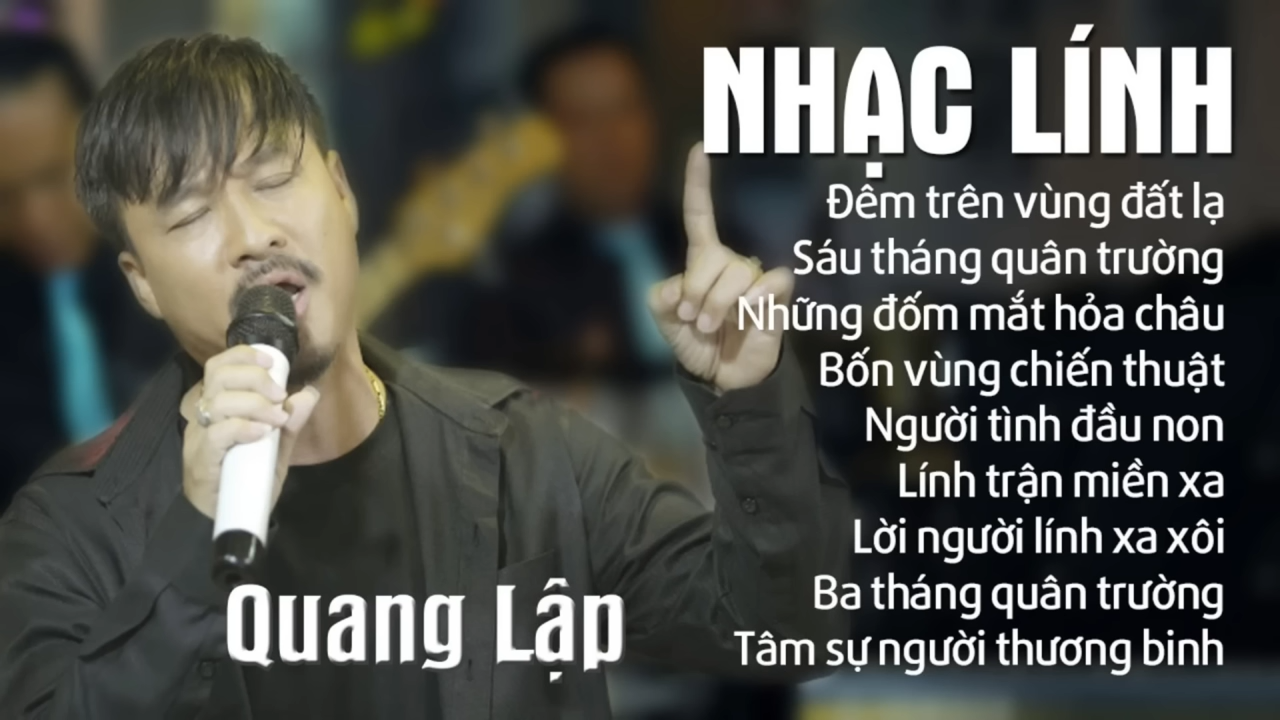 NHẠC LÍNH
Đêm trên vùng đất lạ
Sáu tháng quân trường
Những đốm mắt hỏa châu
Bốn vùng chiến thuật
Người tình đầu non
Lính trận miền xa
Lời người lính xa xôi
Ba tháng quân trường
Tâm sự người thương binh
Quang Lập